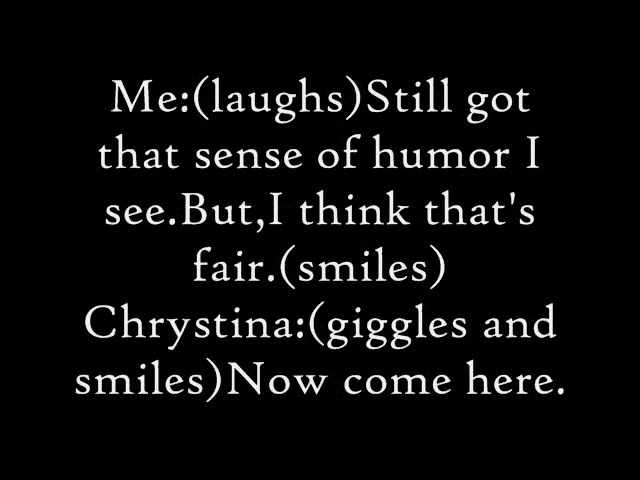 Me:(laughs)Still got
that sense of humor I
see.But,I think that's
fair.(smiles)
Chrystina:(giggles and
smiles)Now come here.